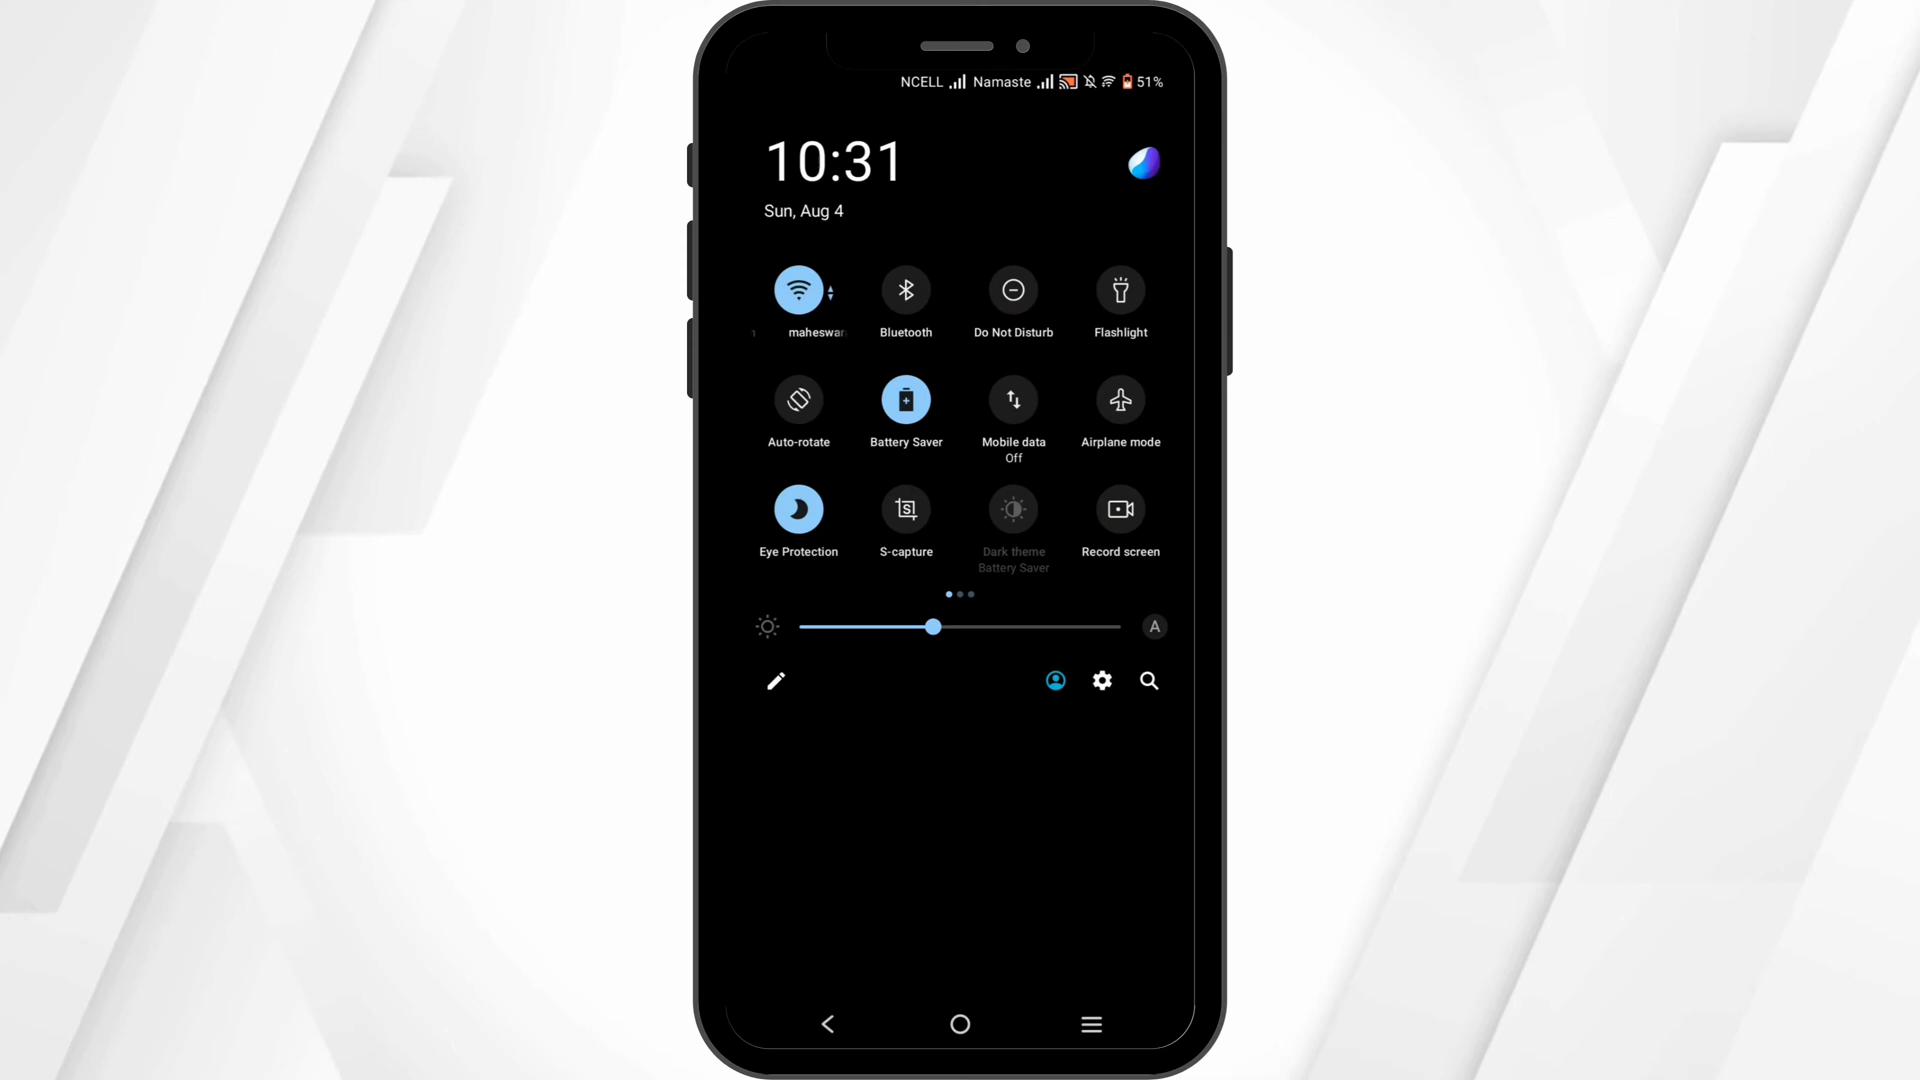 NCELL Namaste 51%
10:31
Sun, Aug 4
Bluetooth Do Not Disturb Flashlight
Auto-rotate Battery Saver Mobile data Airplane mode
Off
Eye Protection S-capture Dark theme Record screen
Battery Saver
A